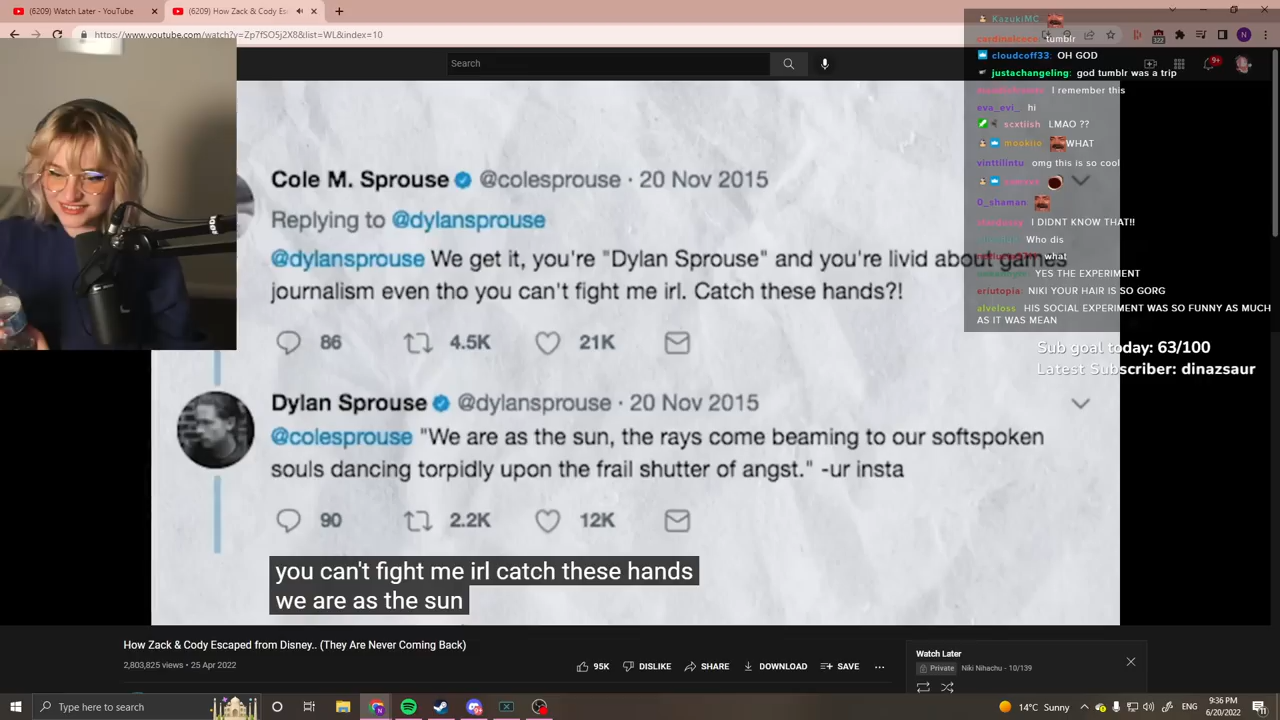 (6209) Watch Later - YouTube
(6209) How Zack & Cody Es
https://www.youtube.com/watch?v=Zp7fSO5j2X8&list=WL&index=10
322
N
Search
9+
KazukiMC
cardinalcoco: tumblr
cloudcoff33: OH GOD
justachangeling: god tumblr was a trip
I remember this
eva_evi_ hi
scxtiish LMAO ??
mookiio WHAT
vinttilintu omg this is so cool
0_shaman
I DIDNT KNOW THAT!!
Who dis
what
YES THE EXPERIMENT
eriutopia: NIKI YOUR HAIR IS SO GORG
alveloss: HIS SOCIAL EXPERIMENT WAS SO FUNNY AS MUCH
AS IT WAS MEAN
Sub goal today: 63/100
Latest Subscriber: dinazsaur
Cole M. Sprouse @colesprouse · 20 Nov 2015
Replying to @dylansprouse
@dylansprouse We get it, you're "Dylan Sprouse" and you're livid about games
journalism even tho you can't fight me irl. Catch these hands?!
86 4.5K 21K
Dylan Sprouse @dylansprouse · 20 Nov 2015
@colesprouse "We are as the sun, the rays come beaming to our softspoken
souls dancing torpidly upon the frail shutter of angst." -ur insta
90 2.2K 12K
you can't fight me irl catch these hands
we are as the sun
How Zack & Cody Escaped from Disney.. (They Are Never Coming Back)
2,803,825 views • 25 Apr 2022
95K DISLIKE SHARE DOWNLOAD SAVE ...
Watch Later
Private Niki Nihachu - 10/139
Type here to search
14°C Sunny
ENG
9:36 PM
6/20/2022